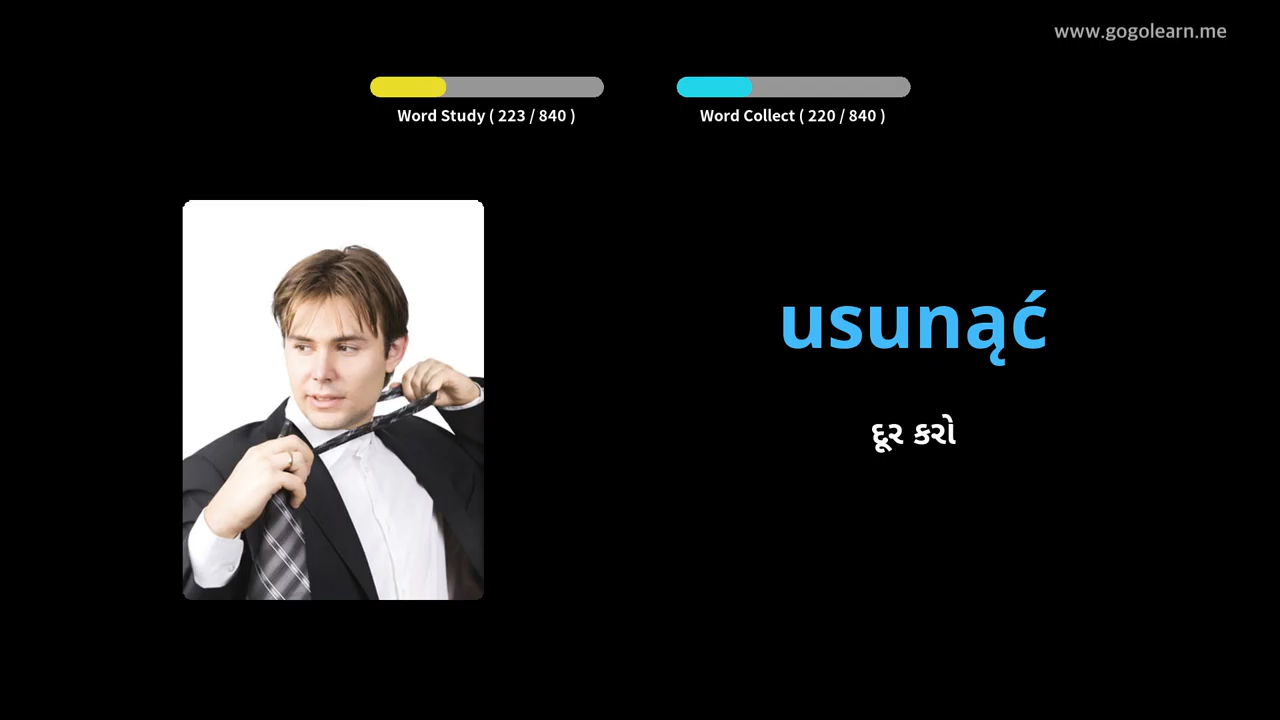 www.gogolearn.me
Word Study ( 223 / 840 )
Word Collect ( 220 / 840 )
usunąć
દૂર કરો